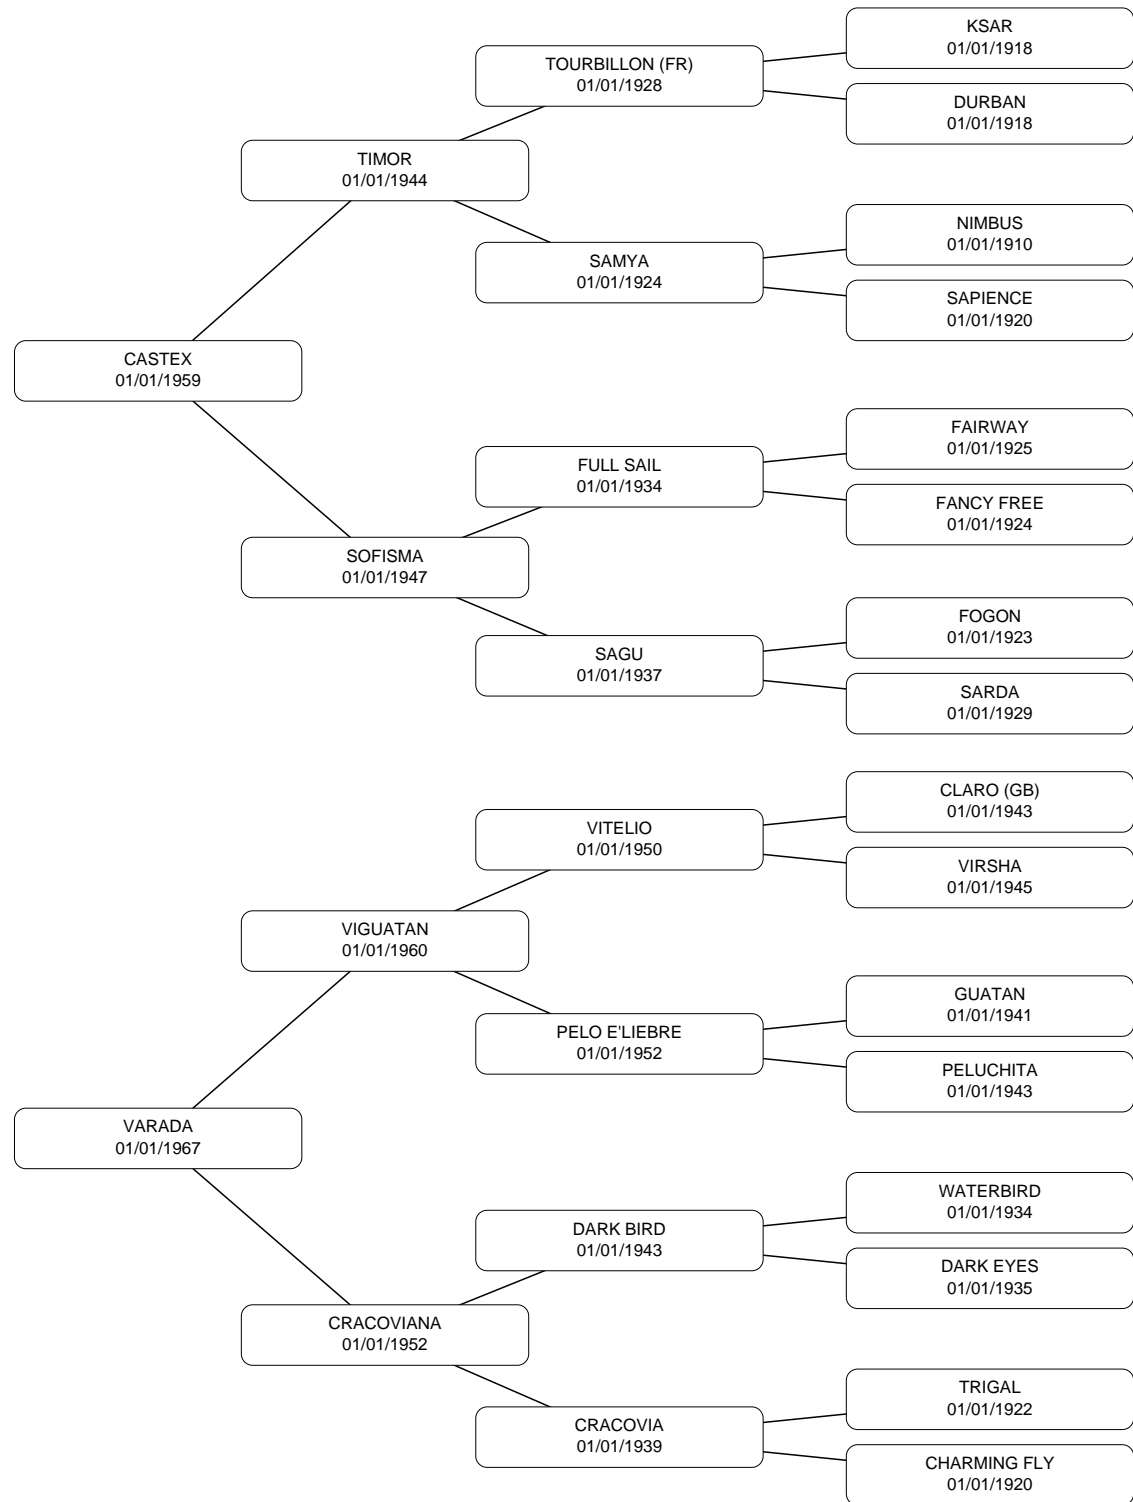 KSAR
01/01/1918
TOURBILLON (FR)
01/01/1928
DURBAN
01/01/1918
TIMOR
01/01/1944
NIMBUS
01/01/1910
SAMYA
01/01/1924
SAPIENCE
01/01/1920
CASTEX
01/01/1959
FAIRWAY
01/01/1925
FULL SAIL
01/01/1934
FANCY FREE
01/01/1924
SOFISMA
01/01/1947
FOGON
01/01/1923
SAGU
01/01/1937
SARDA
01/01/1929
CLARO (GB)
01/01/1943
VITELIO
01/01/1950
VIRSHA
01/01/1945
VIGUATAN
01/01/1960
GUATAN
01/01/1941
PELO E'LIEBRE
01/01/1952
PELUCHITA
01/01/1943
VARADA
01/01/1967
WATERBIRD
01/01/1934
DARK BIRD
01/01/1943
DARK EYES
01/01/1935
CRACOVIANA
01/01/1952
TRIGAL
01/01/1922
CRACOVIA
01/01/1939
CHARMING FLY
01/01/1920